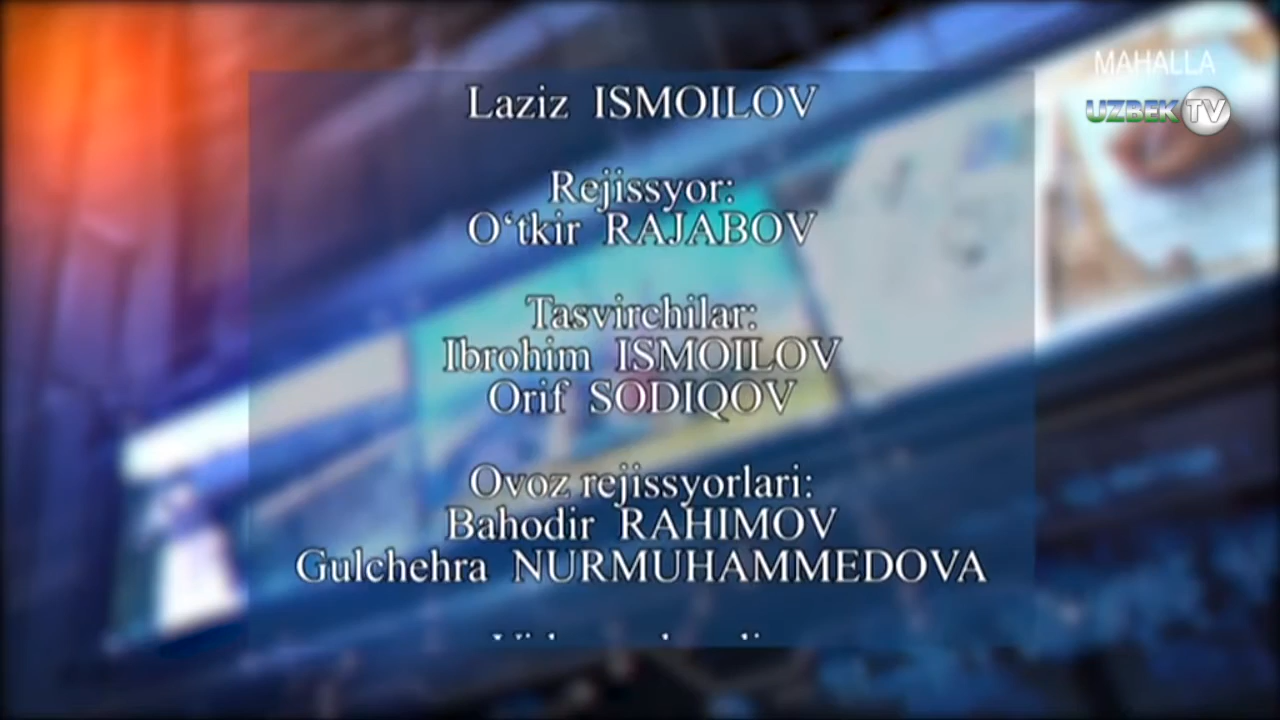 MAHALLA
UZBEK TV
Laziz ISMOILOV
Rejissyor:
O‘tkir RAJABOV
Tasvirchilar:
Ibrohim ISMOILOV
Orif SODIQOV
Ovoz rejissyorlari:
Bahodir RAHIMOV
Gulchehra NURMUHAMMEDOVA